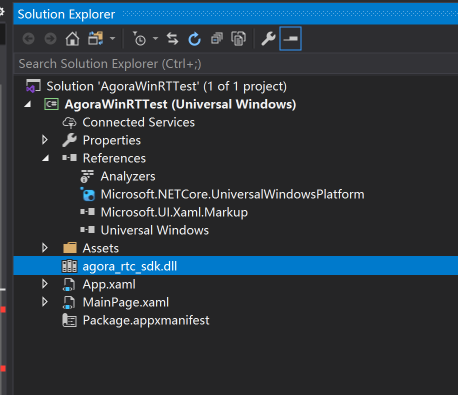 Solution Explorer
Search Solution Explorer (Ctrl+;)
Solution 'AgoraWinRTTest' (1 of 1 project)
C# AgoraWinRTTest (Universal Windows)
Connected Services
Properties
References
Analyzers
Microsoft.NETCore.UniversalWindowsPlatform
Microsoft.UI.Xaml.Markup
Universal Windows
Assets
agora_rtc_sdk.dll
App.xaml
MainPage.xaml
Package.appxmanifest